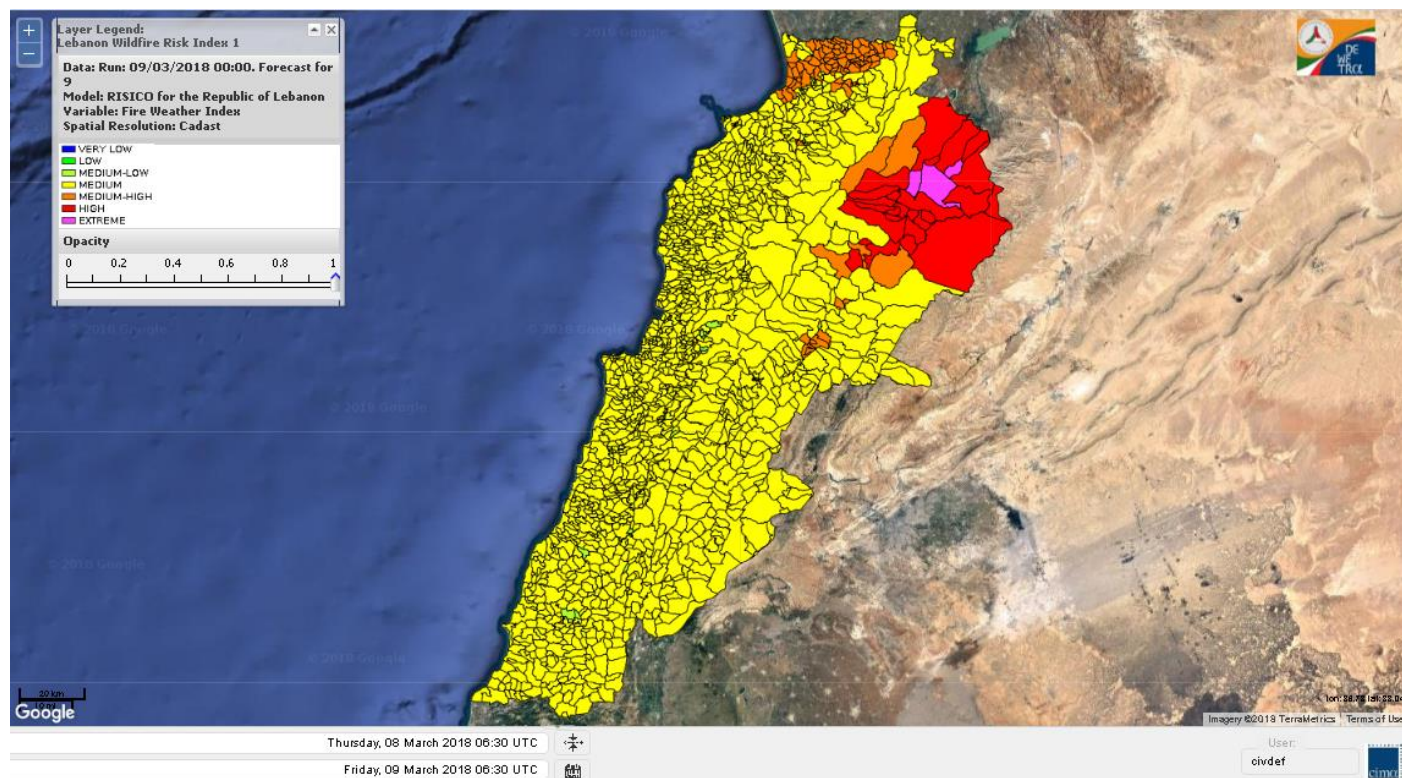 +
−
Layer Legend:
Lebanon Wildfire Risk Index 1
Data: Run: 09/03/2018 00:00. Forecast for
9
Model: RISICO for the Republic of Lebanon
Variable: Fire Weather Index
Spatial Resolution: Cadast
VERY LOW
LOW
MEDIUM-LOW
MEDIUM
MEDIUM-HIGH
HIGH
EXTREME
Opacity
0 0.2 0.4 0.6 0.8 1
DE
WE
TRA
© 2018 Google
© 2018 Google
© 2018 Google
© 2018 Google
© 2018 Google
© 2018 Google
20 km
Google
Imagery ©2018 TerraMetrics
Terms of Use
Thursday, 08 March 2018 06:30 UTC
Friday, 09 March 2018 06:30 UTC
User:
civdef
cima